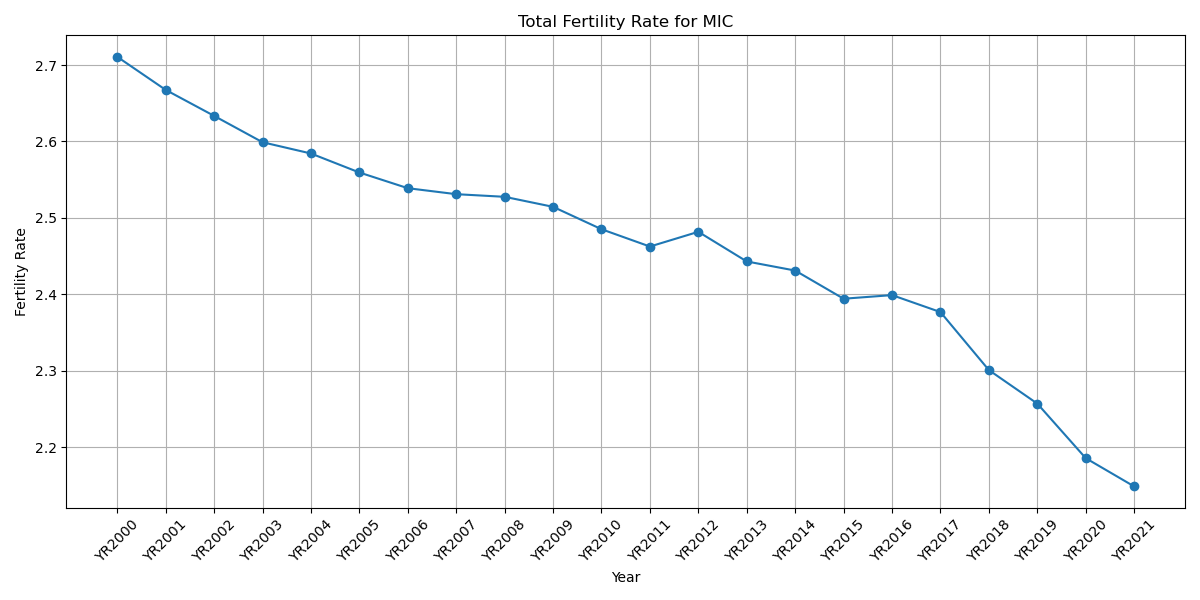 Total Fertility Rate for MIC
Fertility Rate
2.7
2.6
2.5
2.4
2.3
2.2
YR2000
YR2001
YR2002
YR2003
YR2004
YR2005
YR2006
YR2007
YR2008
YR2009
YR2010
YR2011
YR2012
YR2013
YR2014
YR2015
YR2016
YR2017
YR2018
YR2019
YR2020
YR2021
Year